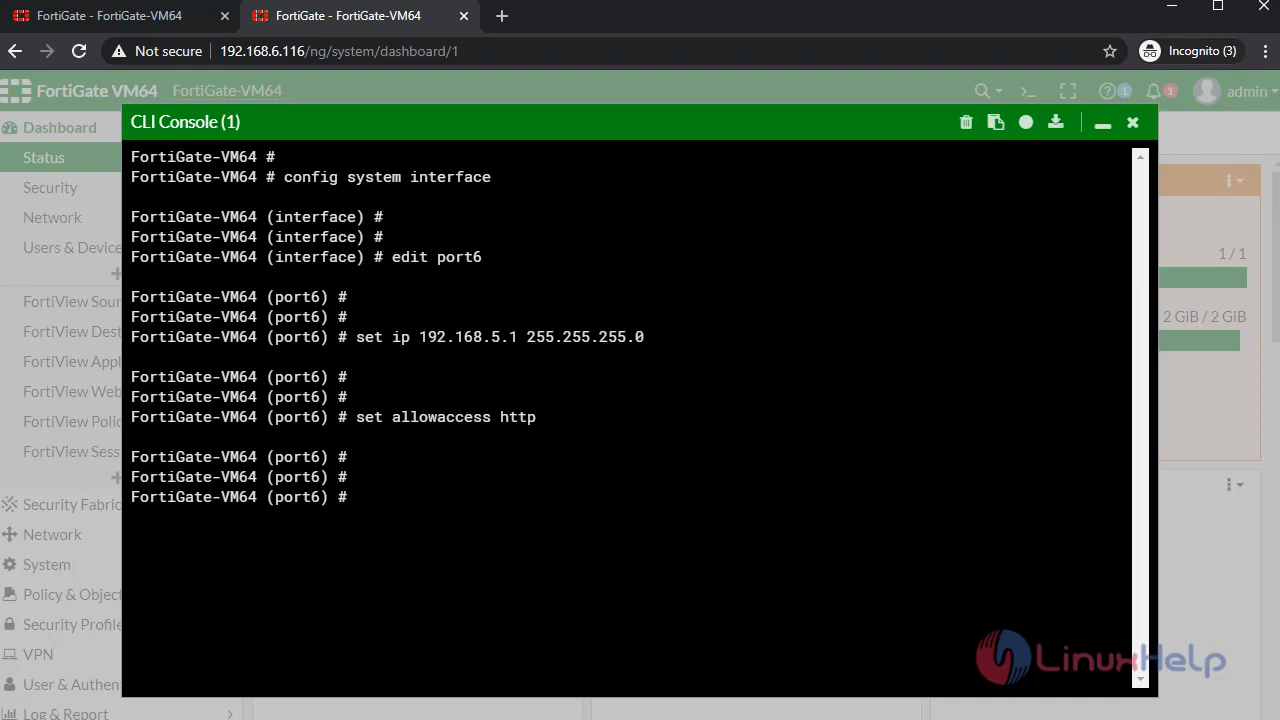 FortiGate - FortiGate-VM64
FortiGate - FortiGate-VM64
Not secure
192.168.6.116/ng/system/dashboard/1
Incognito (3)
FortiGate VM64
FortiGate-VM64
1
1
admin
Dashboard
Status
Security
Network
Users & Device
FortiView Sour
FortiView Dest
FortiView Appl
FortiView Web
FortiView Polic
FortiView Sess
Security Fabric
Network
System
Policy & Object
Security Profile
VPN
User & Authen
Log & Report
CLI Console (1)
FortiGate-VM64 #
FortiGate-VM64 # config system interface
FortiGate-VM64 (interface) #
FortiGate-VM64 (interface) #
FortiGate-VM64 (interface) # edit port6
FortiGate-VM64 (port6) #
FortiGate-VM64 (port6) #
FortiGate-VM64 (port6) # set ip 192.168.5.1 255.255.255.0
FortiGate-VM64 (port6) #
FortiGate-VM64 (port6) #
FortiGate-VM64 (port6) # set allowaccess http
FortiGate-VM64 (port6) #
FortiGate-VM64 (port6) #
FortiGate-VM64 (port6) #
1 / 1
2 GiB / 2 GiB
LinuxHelp